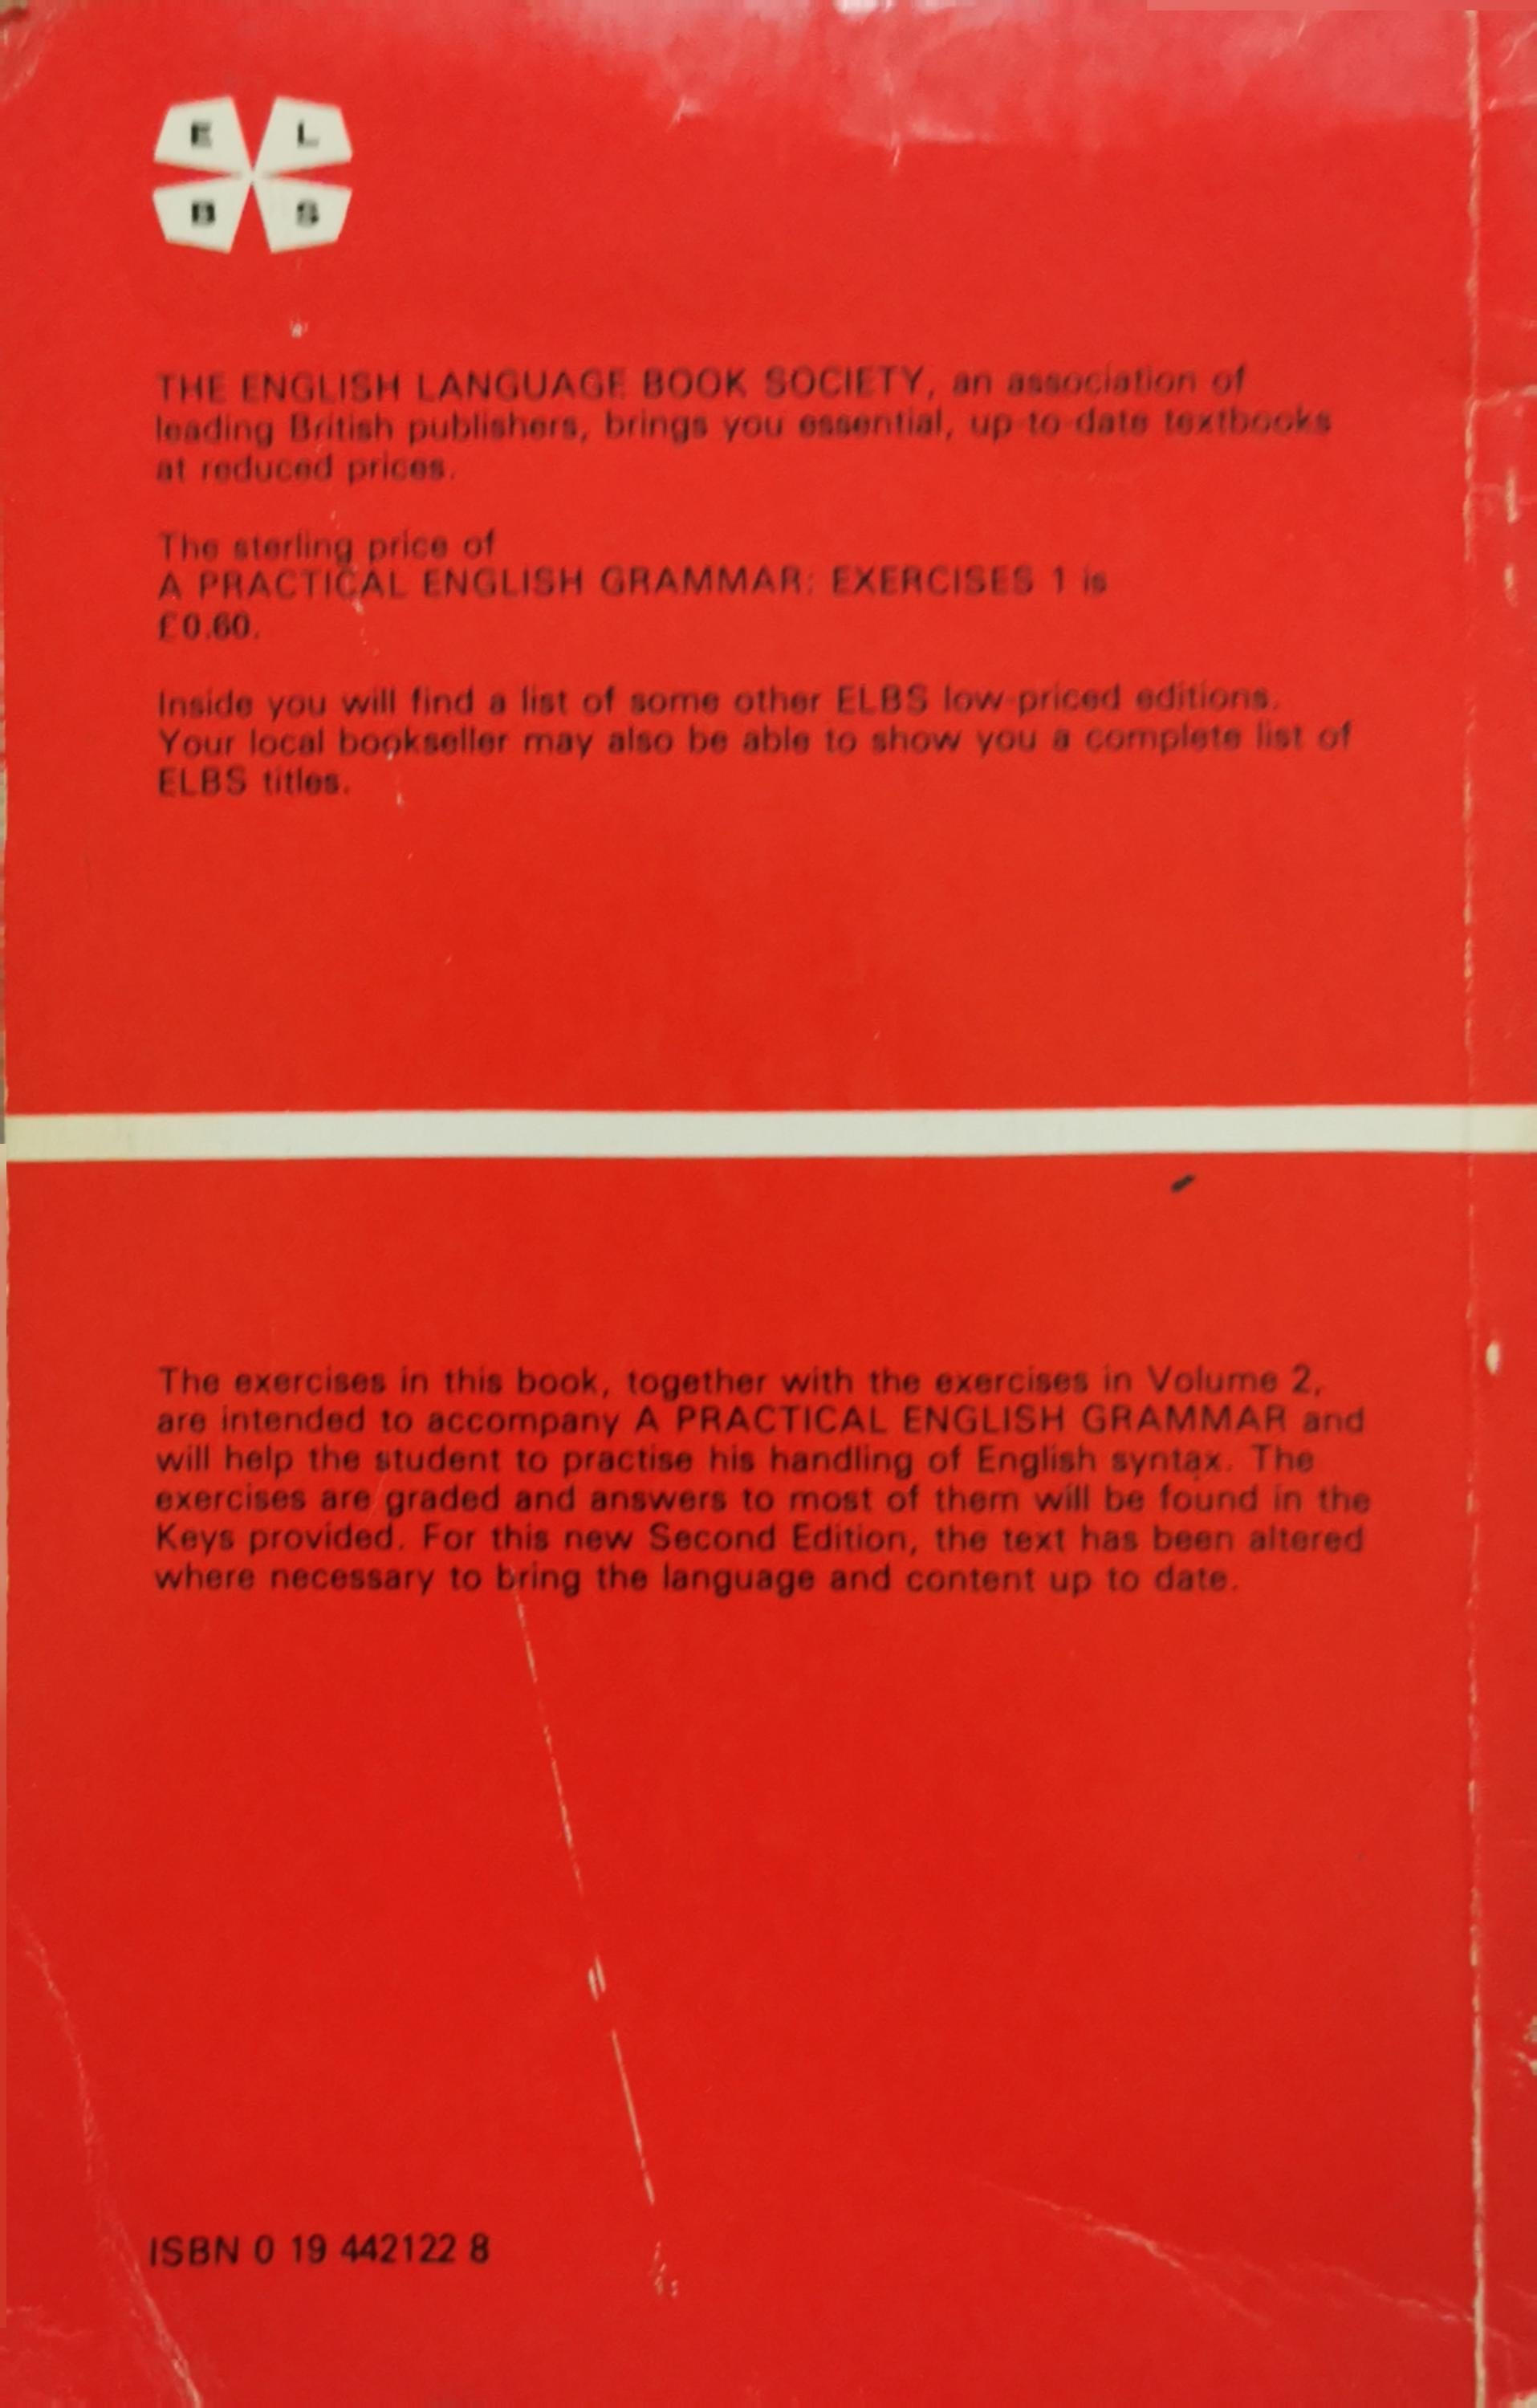 E L
B S
THE ENGLISH LANGUAGE BOOK SOCIETY, an association of
leading British publishers, brings you essential, up-to-date textbooks
at reduced prices.
The sterling price of
A PRACTICAL ENGLISH GRAMMAR: EXERCISES 1 is
£0.60.
Inside you will find a list of some other ELBS low-priced editions.
Your local bookseller may also be able to show you a complete list of
ELBS titles.
The exercises in this book, together with the exercises in Volume 2,
are intended to accompany A PRACTICAL ENGLISH GRAMMAR and
will help the student to practise his handling of English syntax. The
exercises are graded and answers to most of them will be found in the
Keys provided. For this new Second Edition, the text has been altered
where necessary to bring the language and content up to date.
ISBN 0 19 442122 8